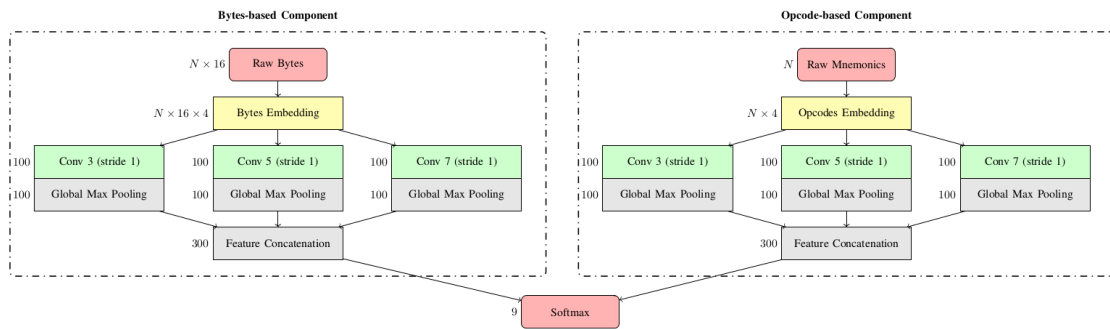 Bytes-based Component
Opcode-based Component
N × 16 Raw Bytes
N Raw Mnemonics
N × 16 × 4 Bytes Embedding
N × 4 Opcodes Embedding
100 Conv 3 (stride 1) 100 Conv 5 (stride 1) 100 Conv 7 (stride 1)
100 Global Max Pooling 100 Global Max Pooling 100 Global Max Pooling
100 Conv 3 (stride 1) 100 Conv 5 (stride 1) 100 Conv 7 (stride 1)
100 Global Max Pooling 100 Global Max Pooling 100 Global Max Pooling
300 Feature Concatenation
300 Feature Concatenation
9 Softmax